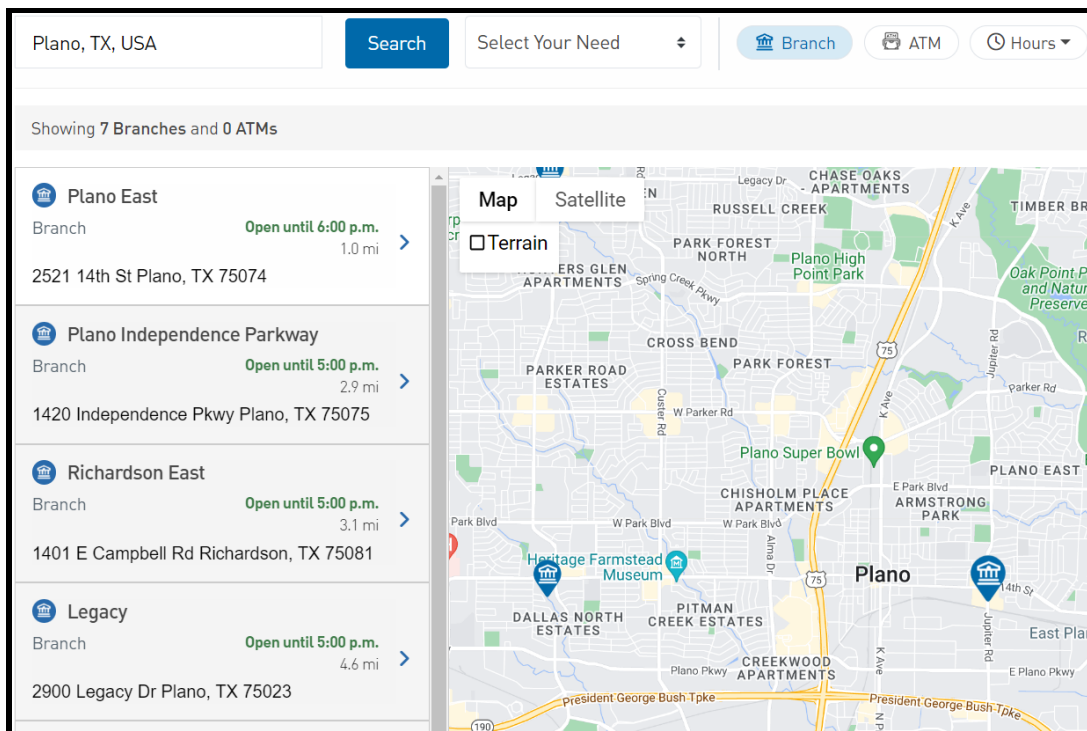 Plano, TX, USA
Search
Select Your Need
Branch
ATM
Hours
Showing 7 Branches and 0 ATMs
Plano East
Branch
Open until 6:00 p.m.
1.0 mi
2521 14th St Plano, TX 75074
Plano Independence Parkway
Branch
Open until 5:00 p.m.
2.9 mi
1420 Independence Pkwy Plano, TX 75075
Richardson East
Branch
Open until 5:00 p.m.
3.1 mi
1401 E Campbell Rd Richardson, TX 75081
Legacy
Branch
Open until 5:00 p.m.
4.6 mi
2900 Legacy Dr Plano, TX 75023
Map
Satellite
Terrain
Legacy Dr
CHASE OAKS
- APARTMENTS
RUSSELL CREEK
K Ave
TIMBER BR
PARK FOREST
NORTH
Plano High
Point Park
Oak Point P
and Natur
Preserve
APARTMENTS
Spring Creek Pkwy
CROSS BEND
75
Jupiter Rd
PARKER ROAD
ESTATES
PARK FOREST
Parker Rd
Custer Rd
W Parker Rd
K Ave
Plano Super Bowl
PLANO EAST
CHISHOLM PLACE
APARTMENTS
E Park Blvd
ARMSTRONG
PARK
Park Blvd
W Park Blvd
W Park Blvd
Alma Dr
Heritage Farmstead
Museum
75
Plano
14th St
DALLAS NORTH
ESTATES
PITMAN
CREEK ESTATES
Jupiter Rd
East Pla
K Ave
CREEKWOOD
APARTMENTS
Plano Pkwy
E Plano Pkwy
President George Bush Tpke
President George Bush Tpke
190
N P